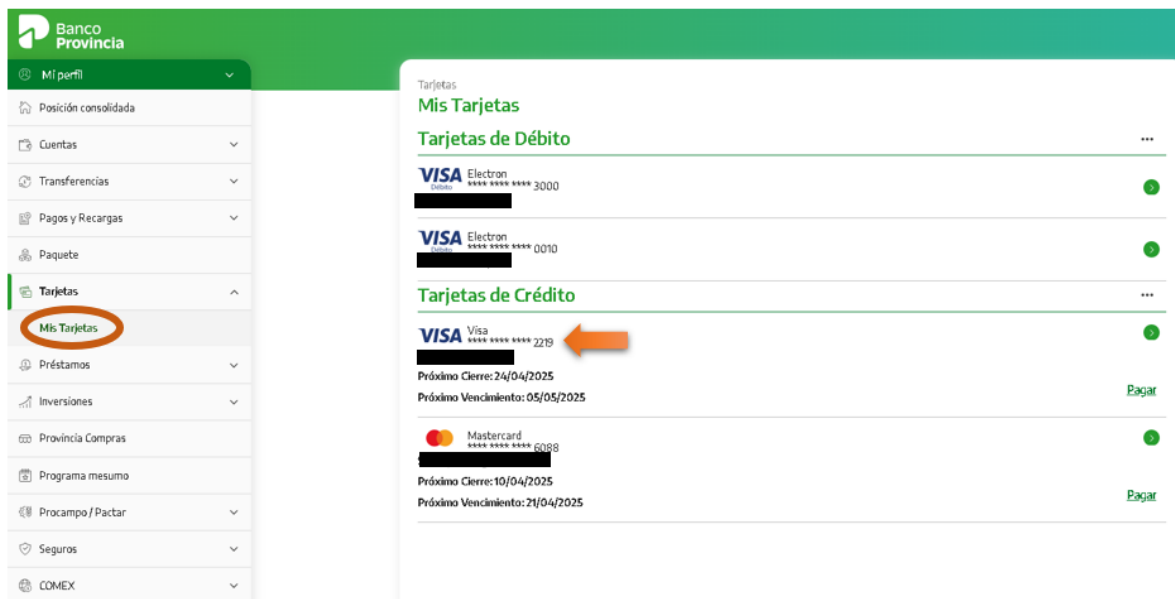 Banco
Provincia
Mi perfil
Posición consolidada
Cuentas
Transferencias
Pagos y Recargas
Paquete
Tarjetas
Mis Tarjetas
Préstamos
Inversiones
Provincia Compras
Programa mesumo
Procampo / Pactar
Seguros
COMEX
Tarjetas
Mis Tarjetas
Tarjetas de Débito
VISA Electron
Débito **** **** **** 3000
VISA Electron
Débito **** **** **** 0010
Tarjetas de Crédito
VISA Visa
**** **** **** 2219
Próximo Cierre: 24/04/2025
Próximo Vencimiento: 05/05/2025
Pagar
Mastercard
**** **** **** 6088
Próximo Cierre: 10/04/2025
Próximo Vencimiento: 21/04/2025
Pagar